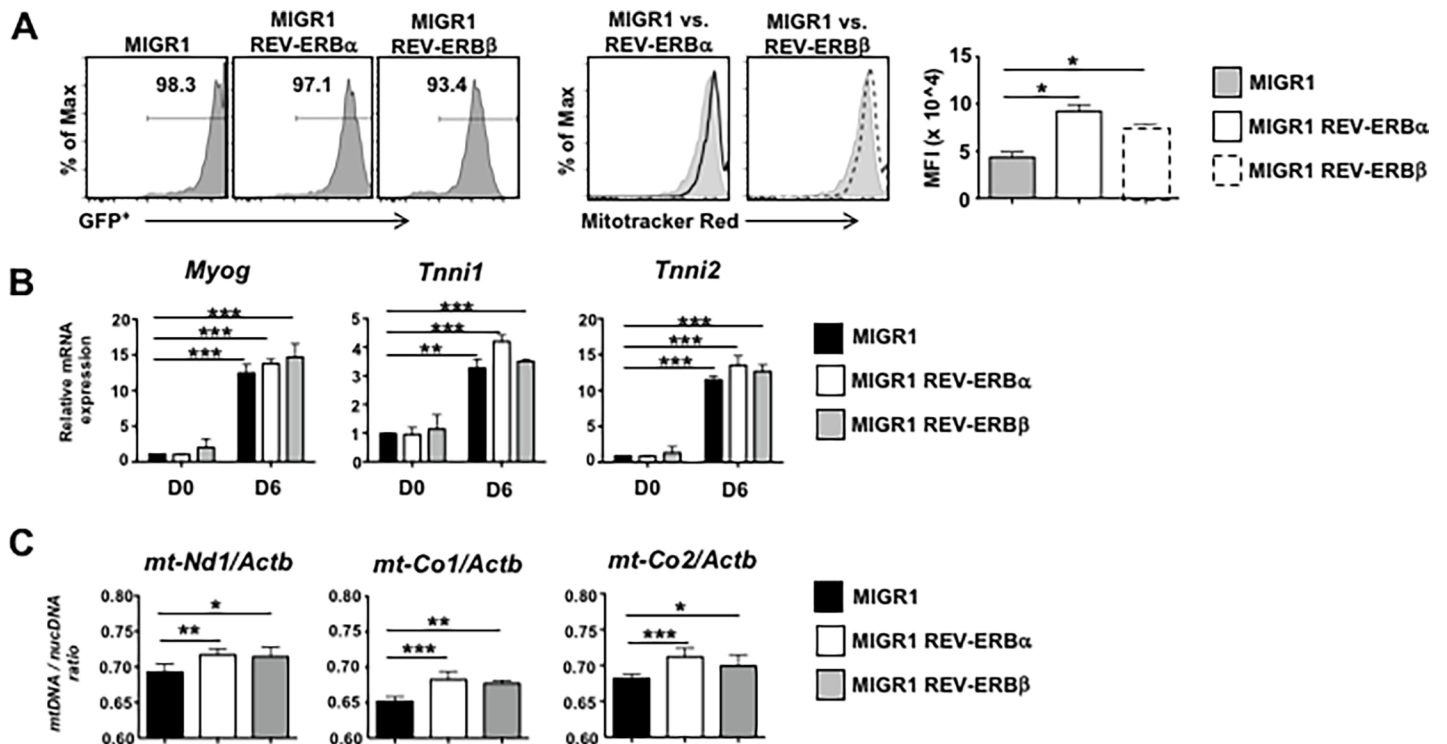 A
MIGR1
MIGR1
REV-ERBα
MIGR1
REV-ERBβ
% of Max
98.3
97.1
93.4
GFP⁺
MIGR1 vs.
REV-ERBα
MIGR1 vs.
REV-ERBβ
% of Max
Mitotracker Red
MFI (x 10^4)
15
10
5
0
*
*
MIGR1
MIGR1 REV-ERBα
MIGR1 REV-ERBβ
B
Myog
Relative mRNA
expression
20
15
10
5
0
***
***
***
D0
D6
Tnni1
5
4
3
2
1
0
***
***
**
D0
D6
Tnni2
20
15
10
5
0
***
***
***
D0
D6
MIGR1
MIGR1 REV-ERBα
MIGR1 REV-ERBβ
C
mt-Nd1/Actb
mtDNA / nucDNA
ratio
0.80
0.75
0.70
0.65
0.60
*
**
mt-Co1/Actb
0.80
0.75
0.70
0.65
0.60
**
***
mt-Co2/Actb
0.80
0.75
0.70
0.65
0.60
*
***
MIGR1
MIGR1 REV-ERBα
MIGR1 REV-ERBβ